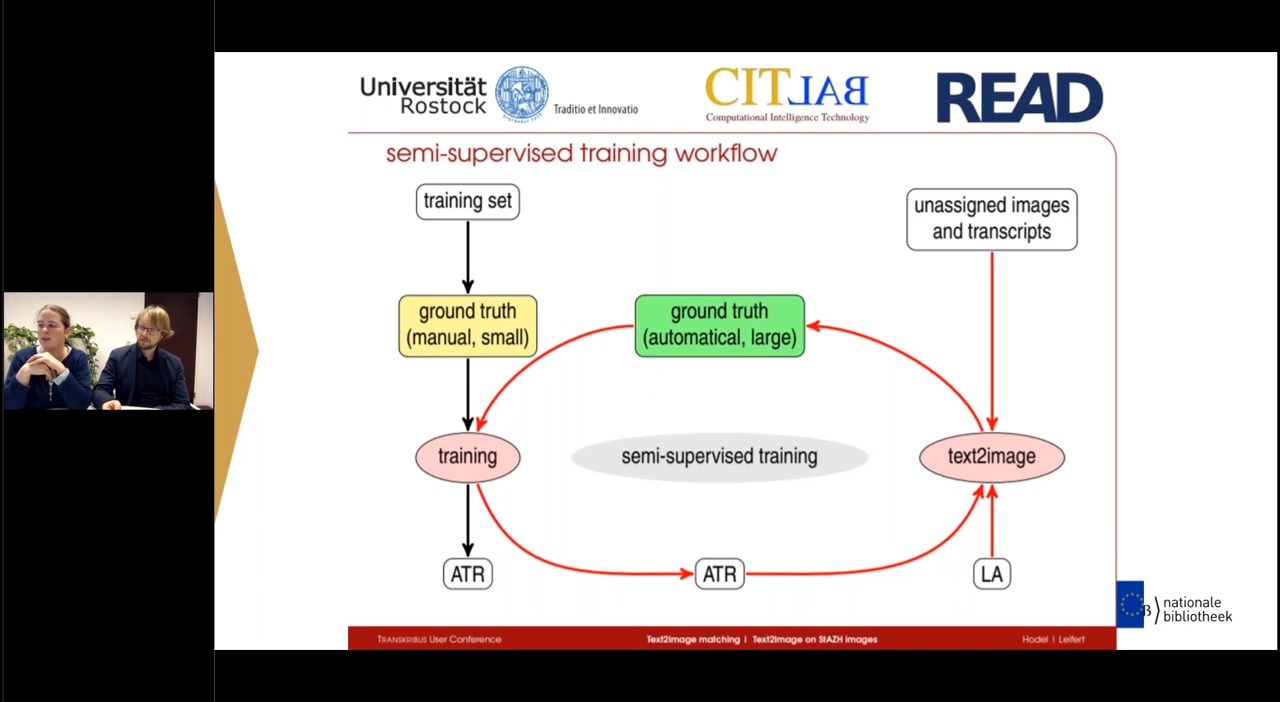 Universität
Rostock
Traditio et Innovatio
CITLAB
Computational Intelligence Technology
READ
semi-supervised training workflow
training set
unassigned images
and transcripts
ground truth
(manual, small)
ground truth
(automatical, large)
training
semi-supervised training
text2image
ATR
ATR
LA
B
nationale
bibliotheek
TRANSKRIBUS User Conference
Text2Image matching | Text2Image on StAZH images
Hodel | Leifert